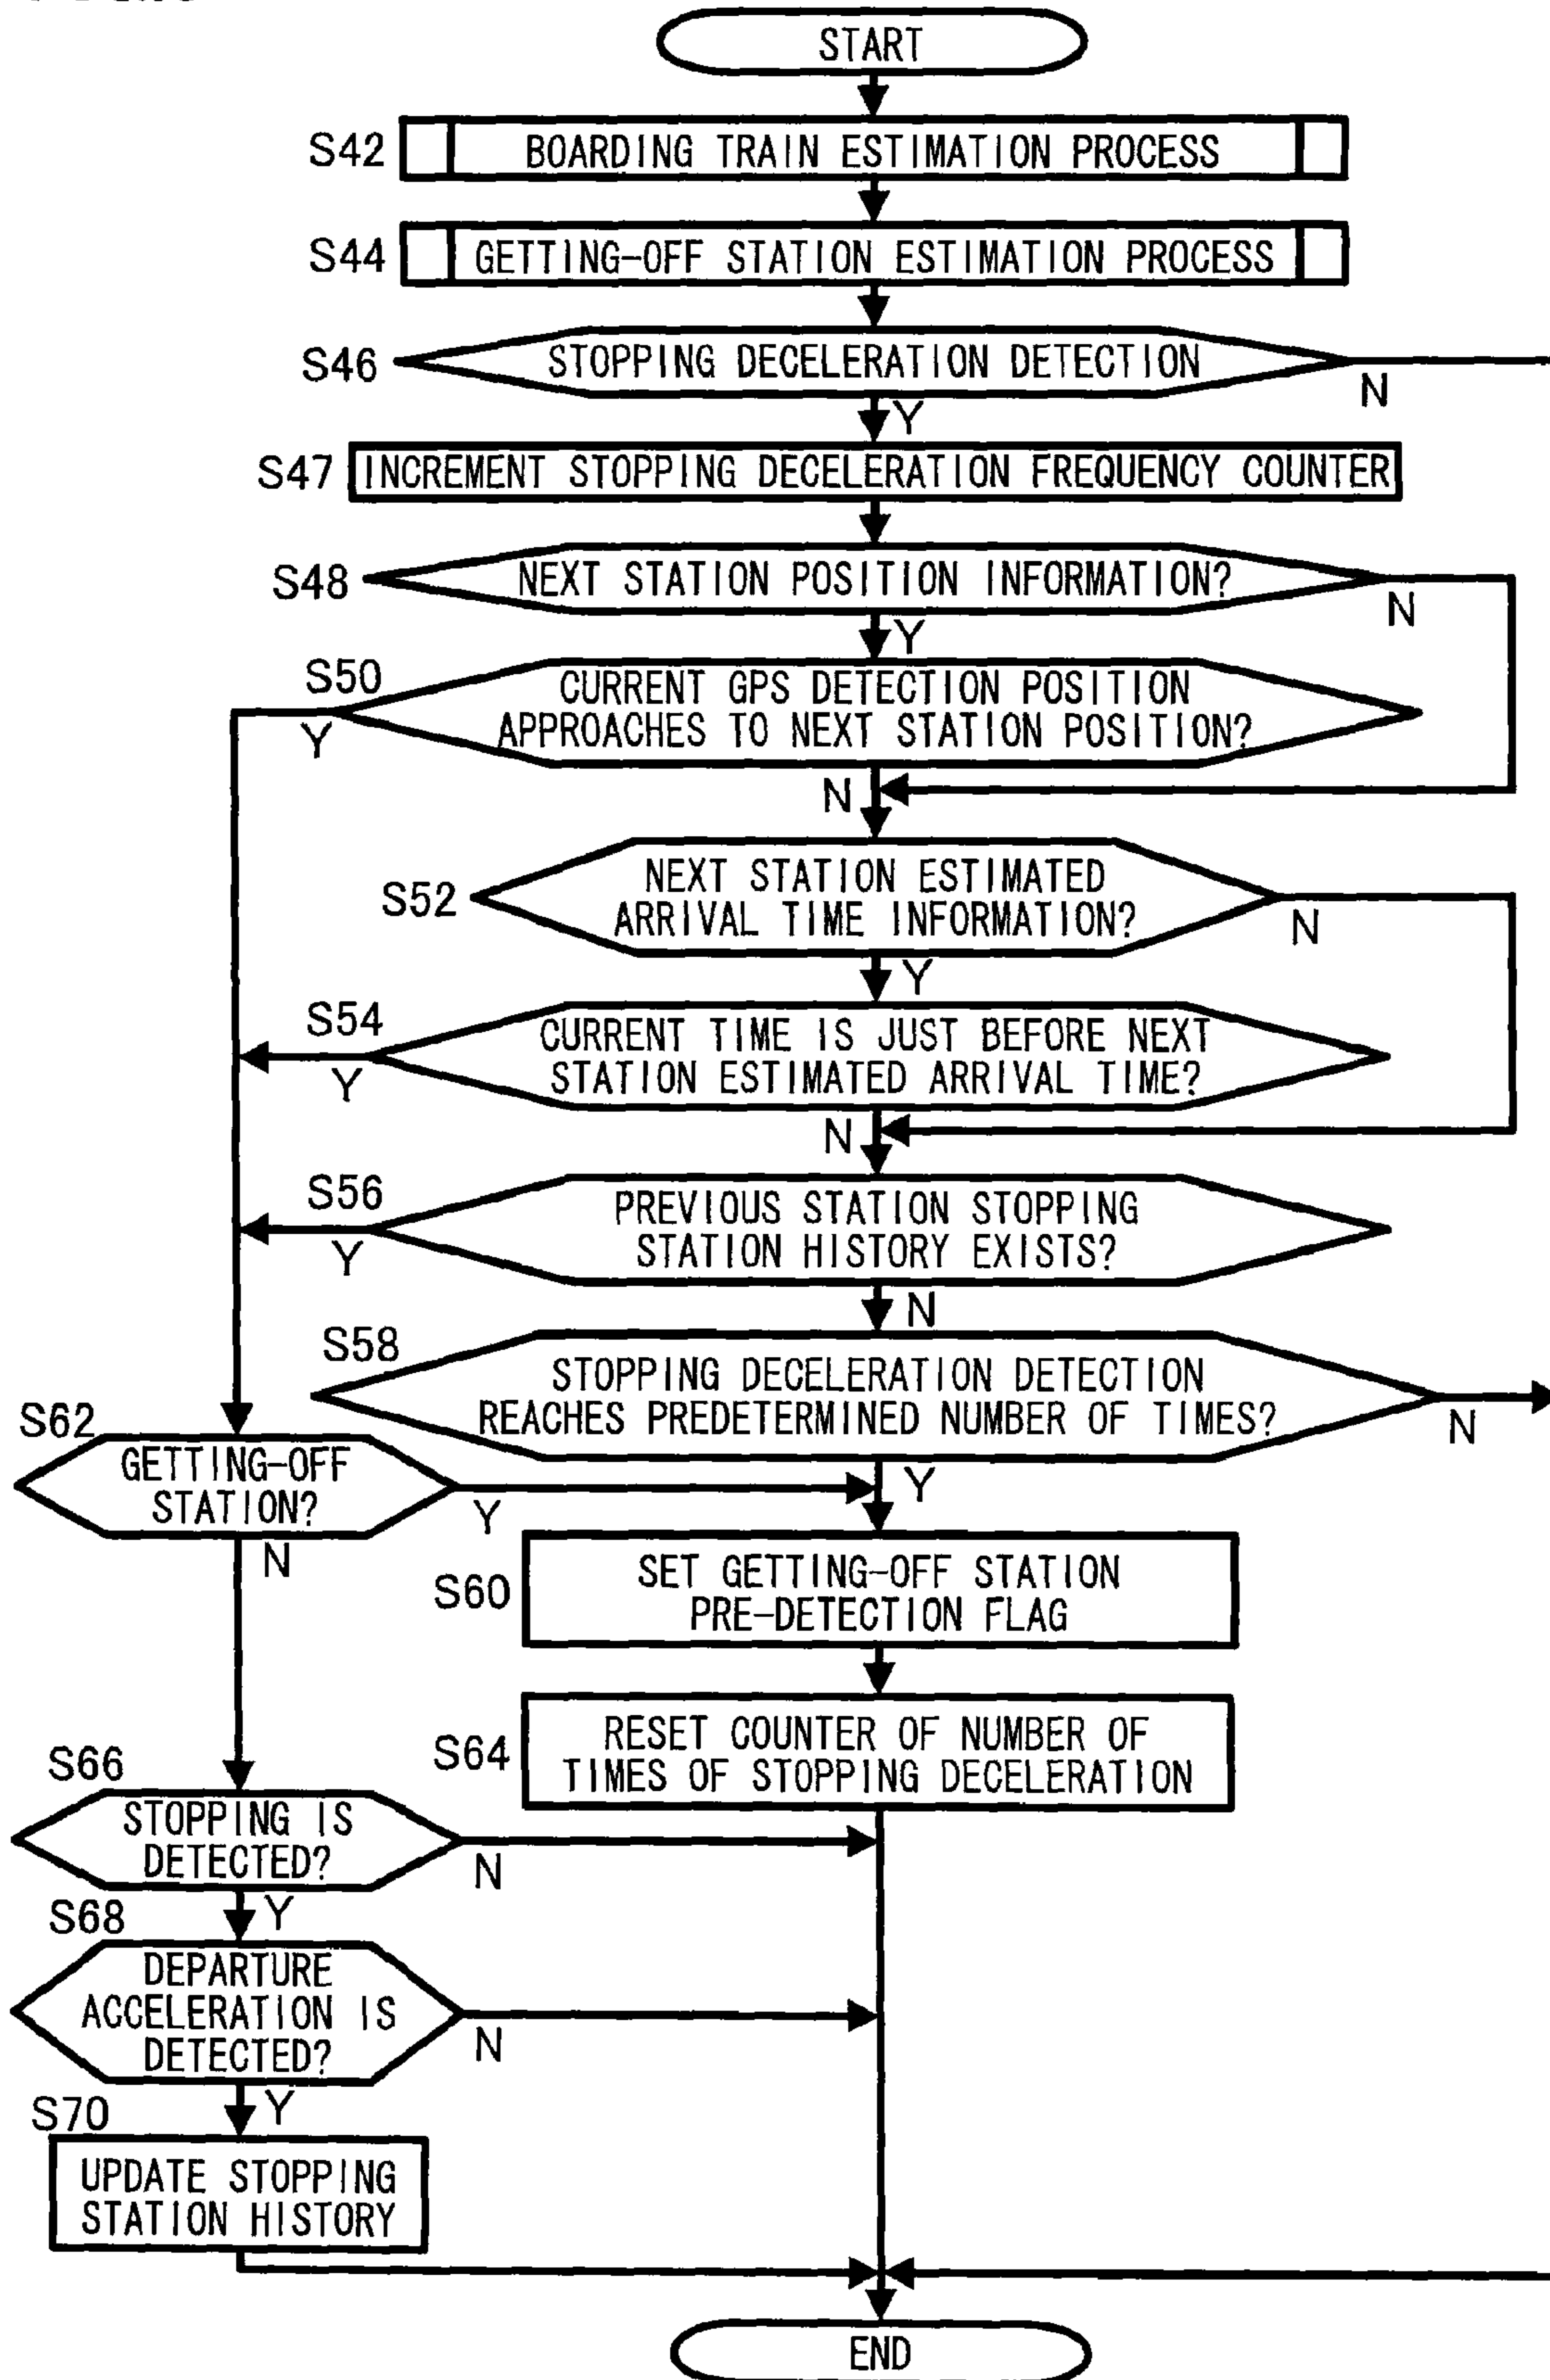 START
S42
BOARDING TRAIN ESTIMATION PROCESS
S44
GETTING-OFF STATION ESTIMATION PROCESS
S46
STOPPING DECELERATION DETECTION
N
Y
S47
INCREMENT STOPPING DECELERATION FREQUENCY COUNTER
S48
NEXT STATION POSITION INFORMATION?
N
Y
S50
CURRENT GPS DETECTION POSITION
APPROACHES TO NEXT STATION POSITION?
Y
N
S52
NEXT STATION ESTIMATED
ARRIVAL TIME INFORMATION?
N
Y
S54
CURRENT TIME IS JUST BEFORE NEXT
STATION ESTIMATED ARRIVAL TIME?
Y
N
S56
PREVIOUS STATION STOPPING
STATION HISTORY EXISTS?
Y
N
S58
STOPPING DECELERATION DETECTION
REACHES PREDETERMINED NUMBER OF TIMES?
N
Y
S62
GETTING-OFF
STATION?
Y
N
S60
SET GETTING-OFF STATION
PRE-DETECTION FLAG
S64
RESET COUNTER OF NUMBER OF
TIMES OF STOPPING DECELERATION
S66
STOPPING IS
DETECTED?
N
Y
S68
DEPARTURE
ACCELERATION IS
DETECTED?
N
Y
S70
UPDATE STOPPING
STATION HISTORY
END